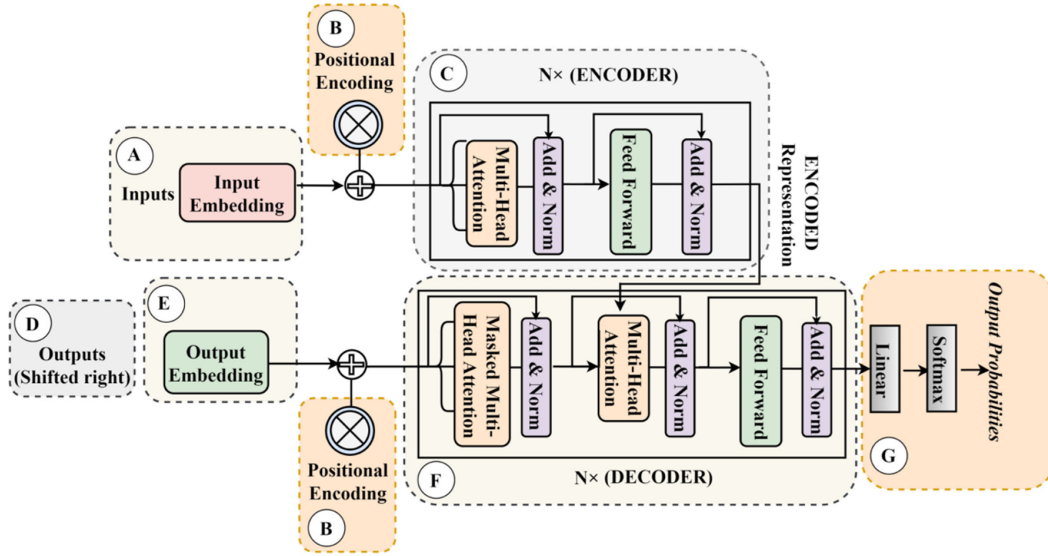 A
Inputs
Input
Embedding
B
Positional
Encoding
C
N× (ENCODER)
Multi-Head
Attention
Add & Norm
Feed Forward
Add & Norm
ENCODED
Representation
D
Outputs
(Shifted right)
E
Output
Embedding
Positional
Encoding
B
Masked Multi-
Head Attention
Add & Norm
Multi-Head
Attention
Add & Norm
Feed Forward
Add & Norm
F
N× (DECODER)
Linear
Softmax
Output Probabilities
G